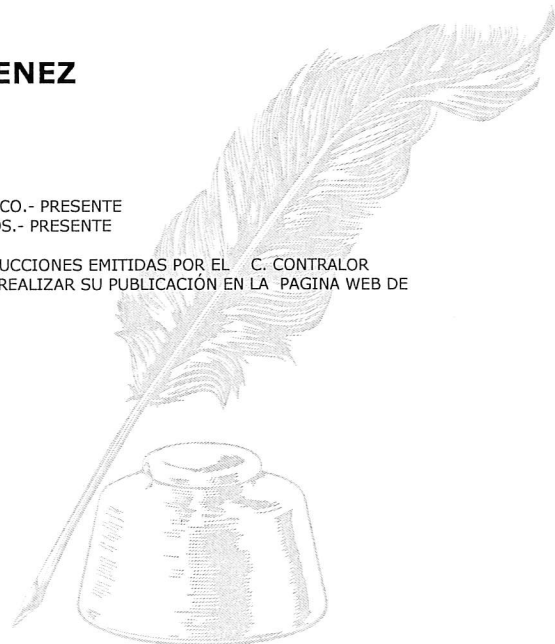 ENEZ
CO.- PRESENTE
OS.- PRESENTE
UCCIONES EMITIDAS POR EL C. CONTRALOR
REALIZAR SU PUBLICACIÓN EN LA PAGINA WEB DE